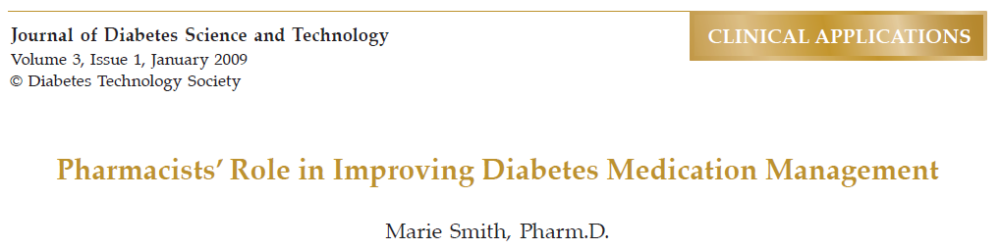 Journal of Diabetes Science and Technology
Volume 3, Issue 1, January 2009
© Diabetes Technology Society
CLINICAL APPLICATIONS
Pharmacists’ Role in Improving Diabetes Medication Management
Marie Smith, Pharm.D.